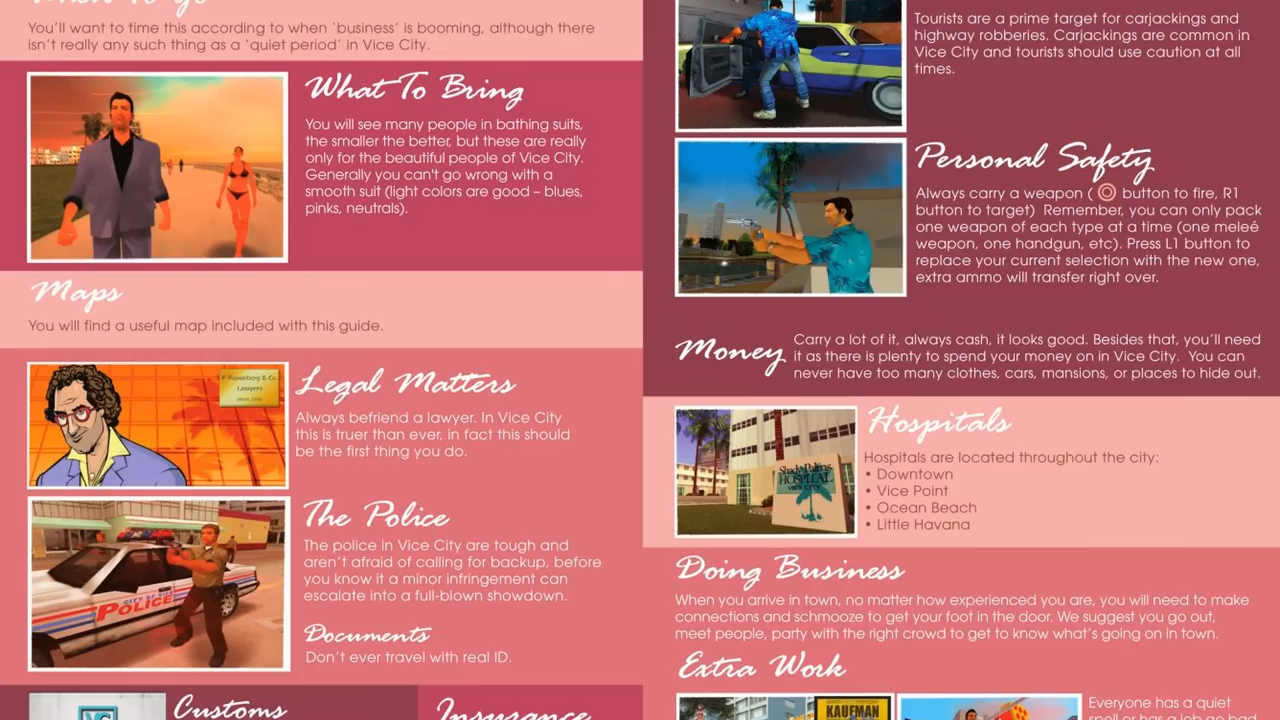 When To Go
You'll want to time this according to when 'business' is booming, although there
isn't really any such thing as a 'quiet period' in Vice City.
What To Bring
You will see many people in bathing suits,
the smaller the better, but these are really
only for the beautiful people of Vice City.
Generally you can't go wrong with a
smooth suit (light colors are good – blues,
pinks, neutrals).
Maps
You will find a useful map included with this guide.
Lawyers
Legal Matters
Always befriend a lawyer. In Vice City
this is truer than ever, in fact this should
be the first thing you do.
POLICE
The Police
The police in Vice City are tough and
aren't afraid of calling for backup, before
you know it a minor infringement can
escalate into a full-blown showdown.
Documents
Don't ever travel with real ID.
Customs
Insurance
Tourists are a prime target for carjackings and
highway robberies. Carjackings are common in
Vice City and tourists should use caution at all
times.
Personal Safety
Always carry a weapon ( button to fire, R1
button to target) Remember, you can only pack
one weapon of each type at a time (one meleé
weapon, one handgun, etc). Press L1 button to
replace your current selection with the new one,
extra ammo will transfer right over.
Money
Carry a lot of it, always cash, it looks good. Besides that, you'll need
it as there is plenty to spend your money on in Vice City. You can
never have too many clothes, cars, mansions, or places to hide out.
Shady Palms
HOSPITAL
VICE CITY
Hospitals
Hospitals are located throughout the city:
• Downtown
• Vice Point
• Ocean Beach
• Little Havana
Doing Business
When you arrive in town, no matter how experienced you are, you will need to make
connections and schmooze to get your foot in the door. We suggest you go out,
meet people, party with the right crowd to get to know what's going on in town.
Extra Work
KAUFMAN
Everyone has a quiet
spell or has a job go bad